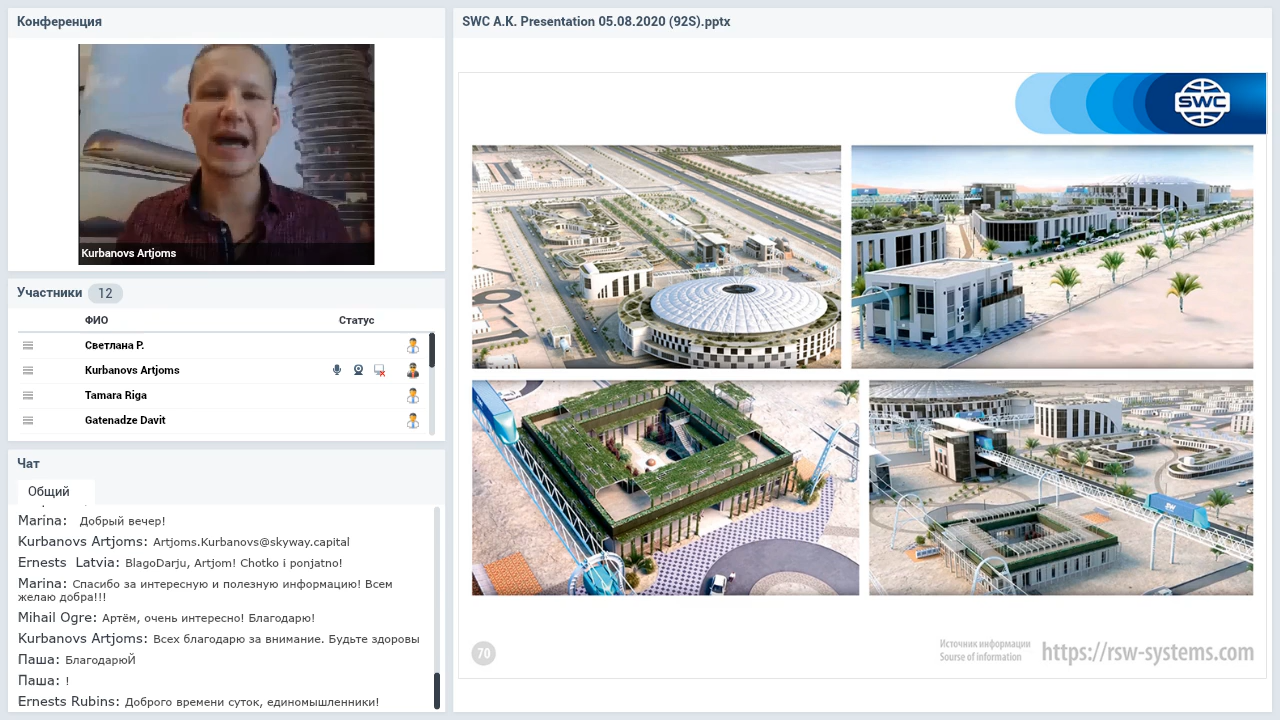 Конференция
Kurbanovs Artjoms
Участники 12
ФИО Статус
Светлана Р.
Kurbanovs Artjoms
Tamara Riga
Gatenadze Davit
Чат
Общий
Marina: Добрый вечер!
Kurbanovs Artjoms: Artjoms.Kurbanovs@skyway.capital
Ernests Latvia: BlagoDarju, Artjom! Chotko i ponjatno!
Marina: Спасибо за интересную и полезную информацию! Всем
желаю добра!!!
Mihail Ogre: Артём, очень интересно! Благодарю!
Kurbanovs Artjoms: Всех благодарю за внимание. Будьте здоровы
Паша: БлагодарюЙ
Паша: !
Ernests Rubins: Доброго времени суток, единомышленники!
SWC A.K. Presentation 05.08.2020 (92S).pptx
SWC
70
Источник информации
Sourse of information
https://rsw-systems.com